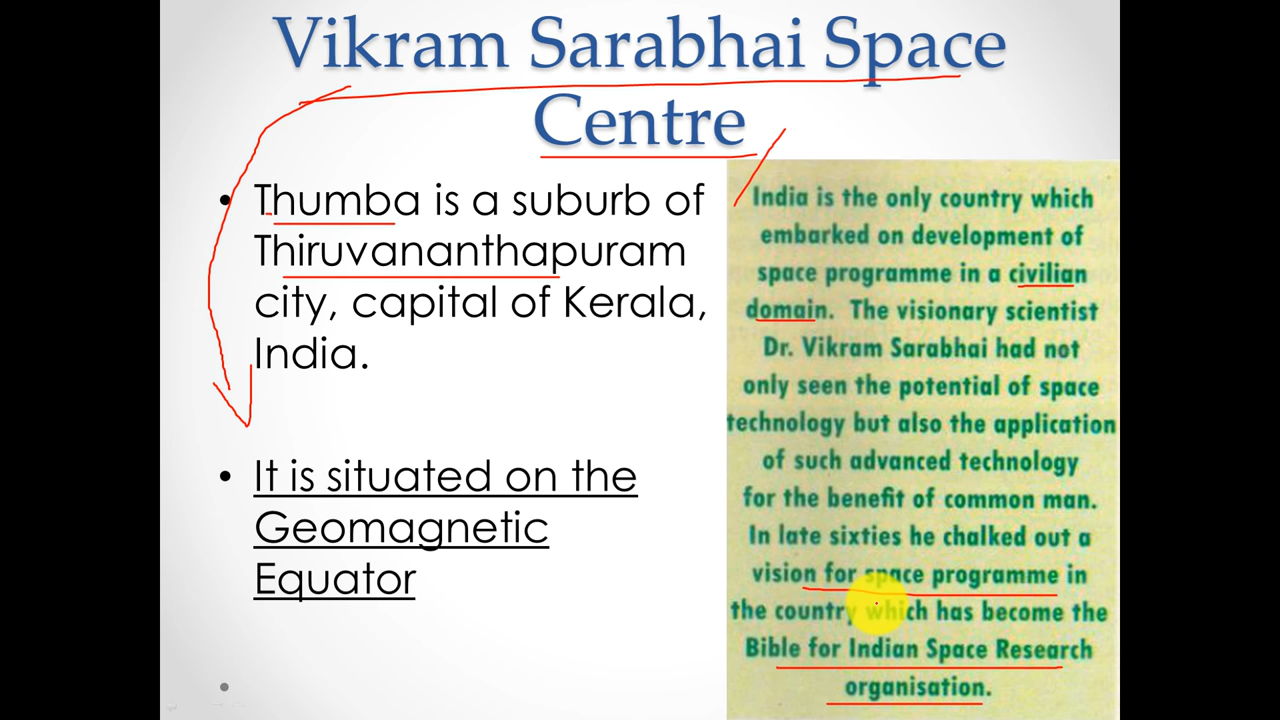 Vikram Sarabhai Space
Centre
• Thumba is a suburb of
Thiruvananthapuram
city, capital of Kerala,
India.
• It is situated on the
Geomagnetic
Equator
India is the only country which
embarked on development of
space programme in a civilian
domain. The visionary scientist
Dr. Vikram Sarabhai had not
only seen the potential of space
technology but also the application
of such advanced technology
for the benefit of common man.
In late sixties he chalked out a
vision for space programme in
the country which has become the
Bible for Indian Space Research
organisation.